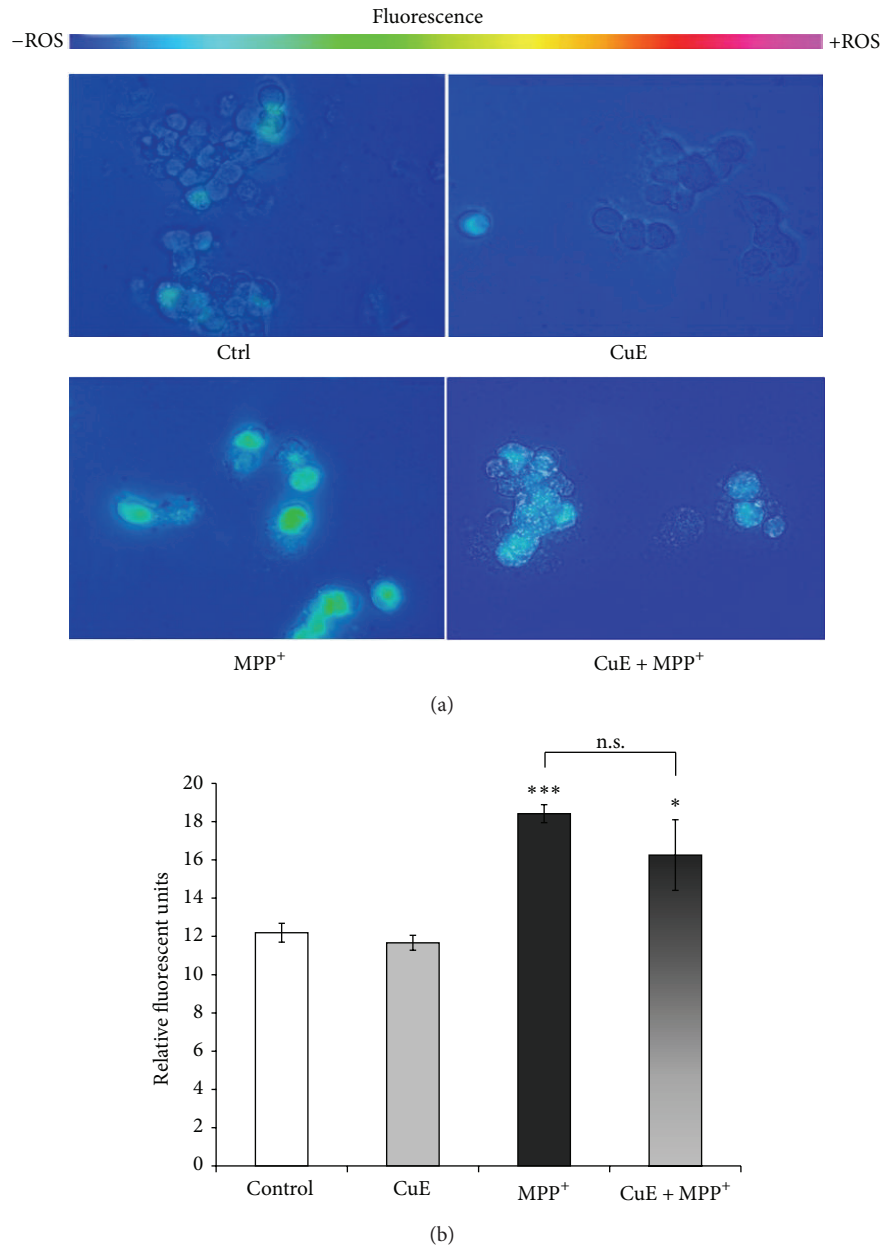 Fluorescence
−ROS +ROS
Ctrl CuE
MPP+ CuE + MPP+
(a)
n.s.
20
18
16
14
12
10
8
6
4
2
0
*** *
Relative fluorescent units
Control CuE MPP+ CuE + MPP+
(b)